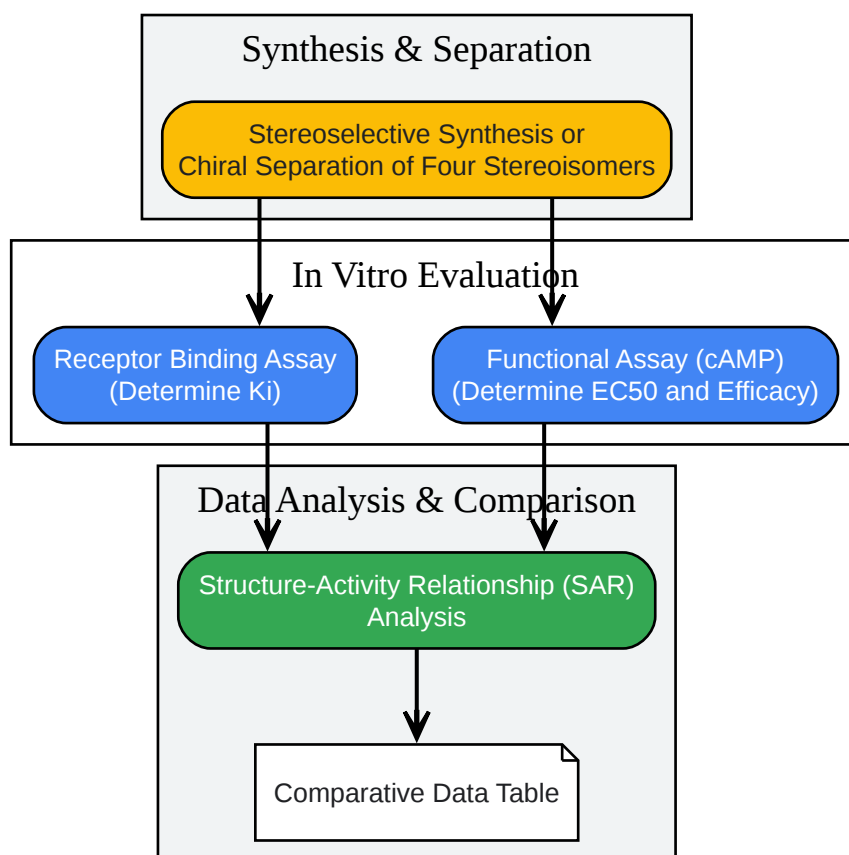 Synthesis & Separation
Stereoselective Synthesis or
Chiral Separation of Four Stereoisomers
In Vitro Evaluation
Receptor Binding Assay
(Determine Ki)
Functional Assay (cAMP)
(Determine EC50 and Efficacy)
Data Analysis & Comparison
Structure-Activity Relationship (SAR)
Analysis
Comparative Data Table